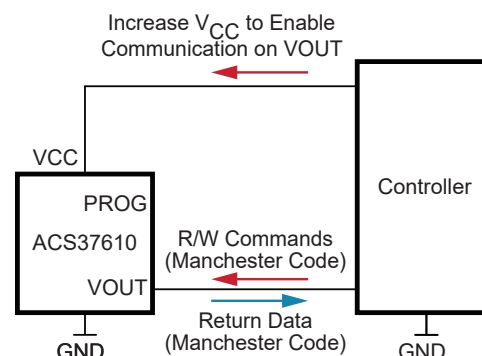 Increase VCC to Enable
Communication on VOUT
VCC
PROG
Controller
ACS37610
R/W Commands
(Manchester Code)
VOUT
Return Data
(Manchester Code)
GND
GND